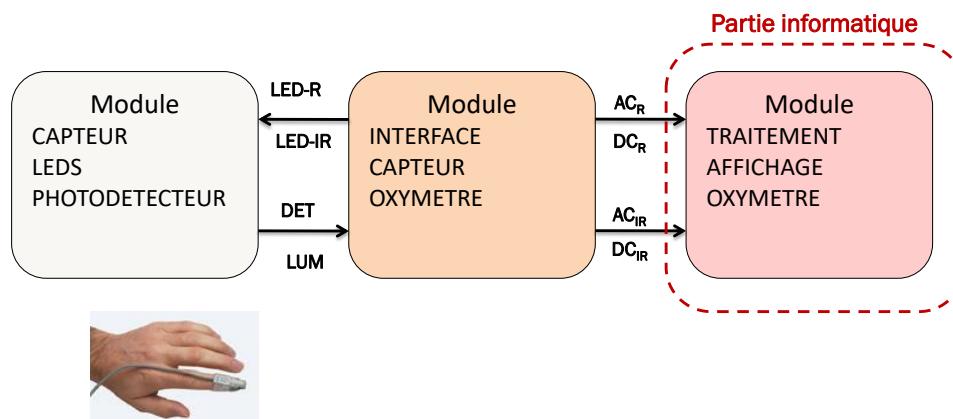 Partie informatique
Module
CAPTEUR
LEDS
PHOTODETECTEUR
LED-R
LED-IR
DET
LUM
Module
INTERFACE
CAPTEUR
OXYMETRE
AC_R
DC_R
AC_IR
DC_IR
Module
TRAITEMENT
AFFICHAGE
OXYMETRE